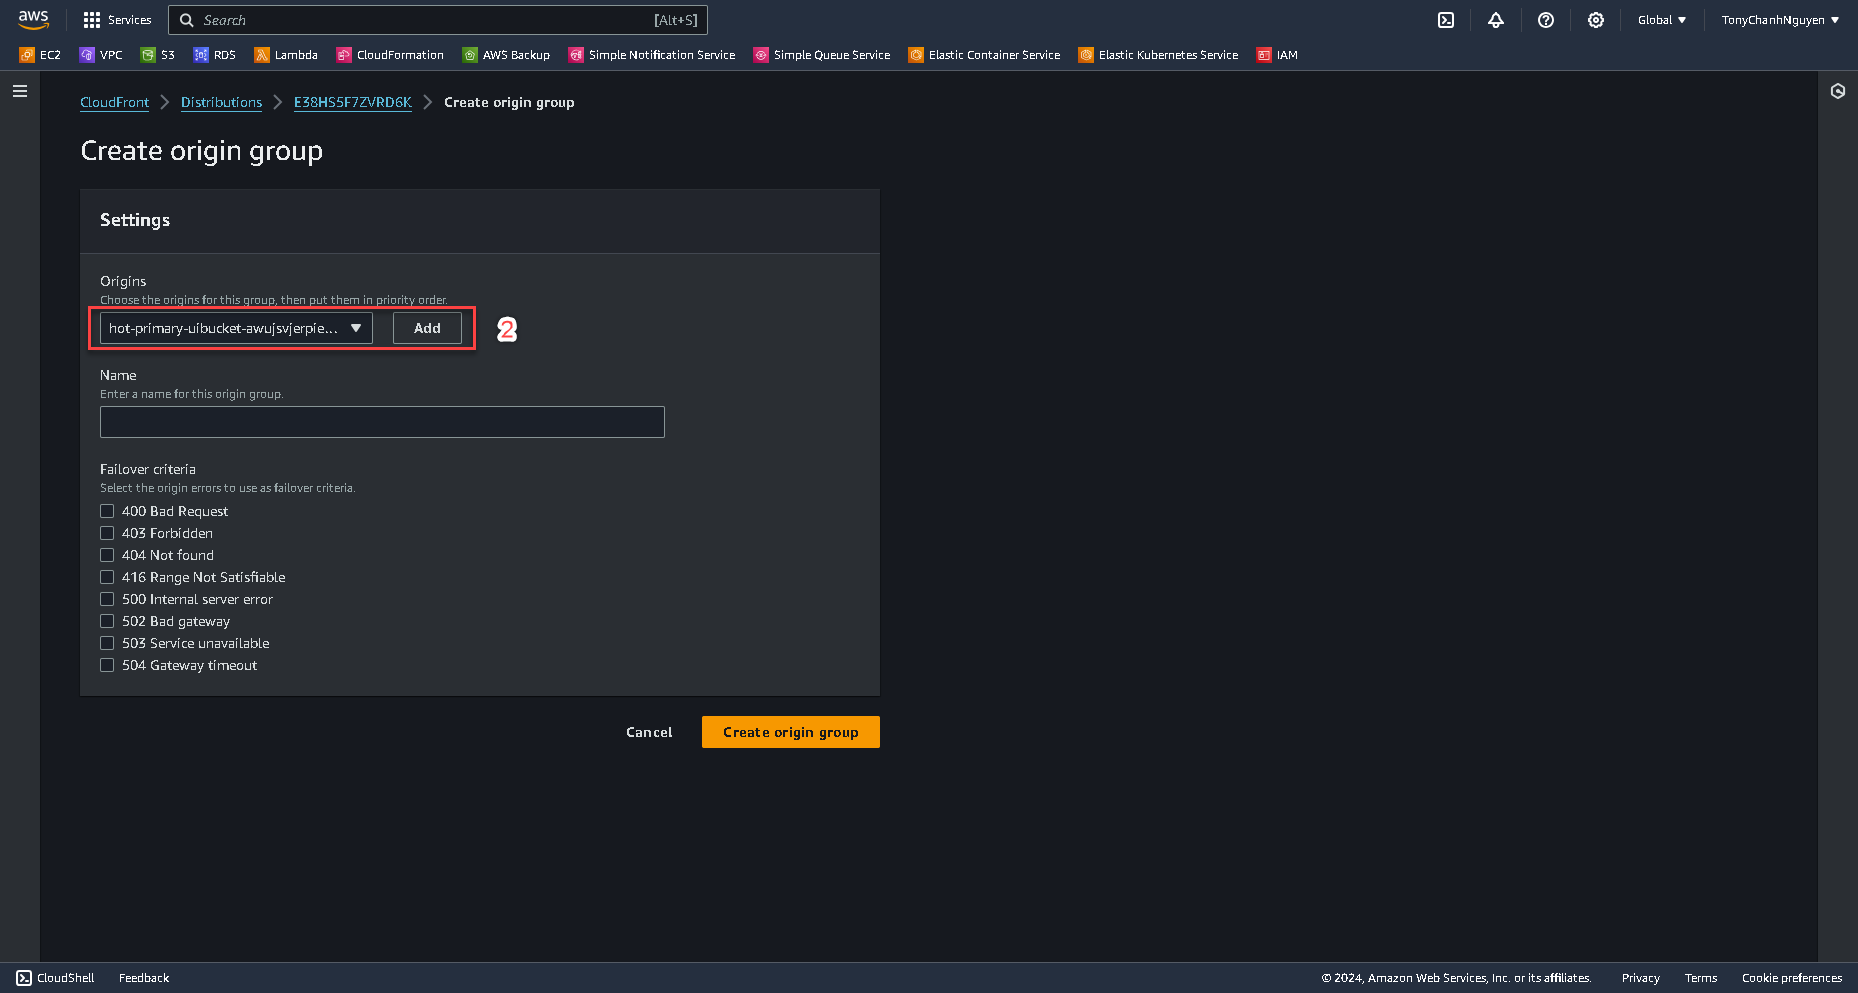 aws Services Search [Alt+S] Global TonyChanhNguyen
EC2 VPC S3 RDS Lambda CloudFormation AWS Backup Simple Notification Service Simple Queue Service Elastic Container Service Elastic Kubernetes Service IAM
CloudFront Distributions E38HS5F7ZVRD6K Create origin group
Create origin group
Settings
Origins
Choose the origins for this group, then put them in priority order.
hot-primary-uibucket-awujsvjerpie... Add 2
Name
Enter a name for this origin group.
Failover criteria
Select the origin errors to use as failover criteria.
400 Bad Request
403 Forbidden
404 Not found
416 Range Not Satisfiable
500 Internal server error
502 Bad gateway
503 Service unavailable
504 Gateway timeout
Cancel Create origin group
CloudShell Feedback © 2024, Amazon Web Services, Inc. or its affiliates. Privacy Terms Cookie preferences